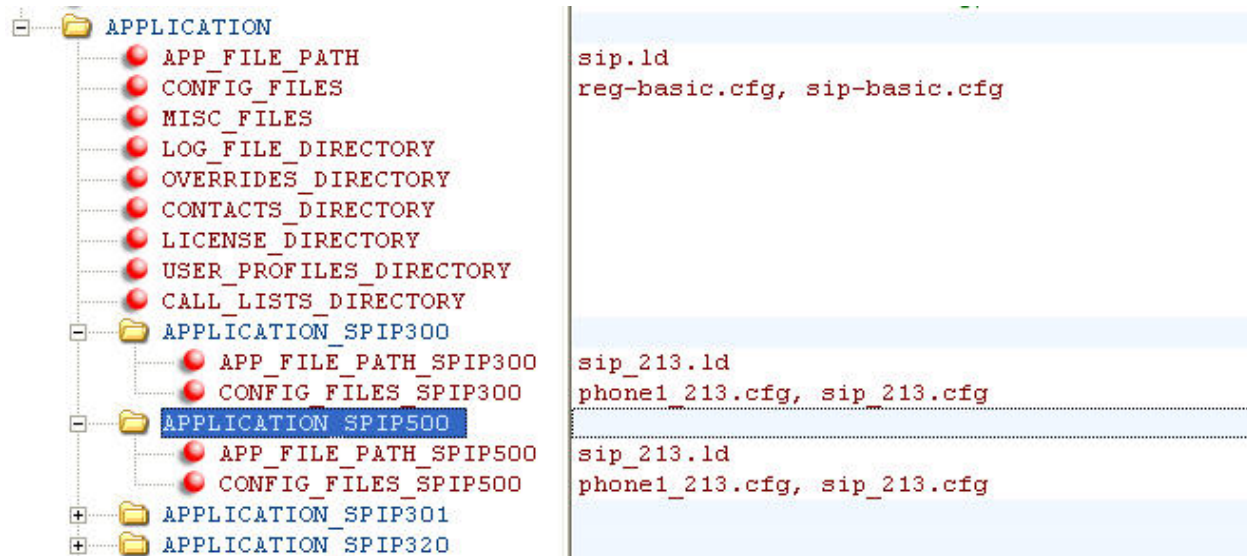 APPLICATION
APP_FILE_PATH sip.ld
CONFIG_FILES reg-basic.cfg, sip-basic.cfg
MISC_FILES
LOG_FILE_DIRECTORY
OVERRIDES_DIRECTORY
CONTACTS_DIRECTORY
LICENSE_DIRECTORY
USER_PROFILES_DIRECTORY
CALL_LISTS_DIRECTORY
APPLICATION_SPIP300
APP_FILE_PATH_SPIP300 sip_213.ld
CONFIG_FILES_SPIP300 phone1_213.cfg, sip_213.cfg
APPLICATION_SPIP500
APP_FILE_PATH_SPIP500 sip_213.ld
CONFIG_FILES_SPIP500 phone1_213.cfg, sip_213.cfg
APPLICATION_SPIP301
APPLICATION_SPIP320